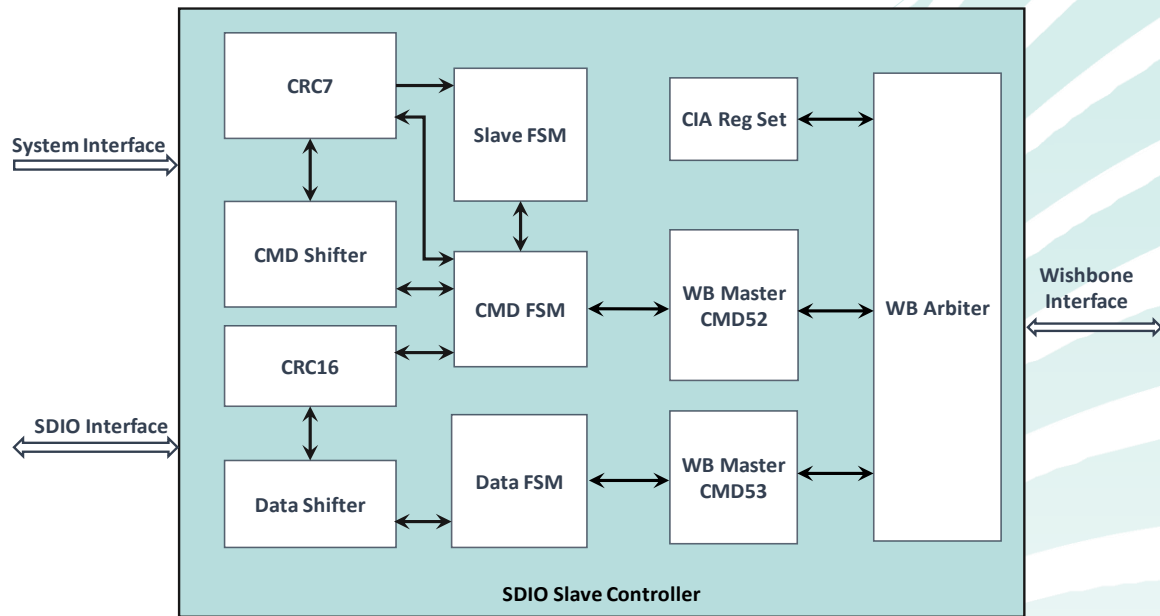 CRC7
Slave FSM
CIA Reg Set
System Interface
CMD Shifter
CMD FSM
WB Master
CMD52
WB Arbiter
Wishbone
Interface
CRC16
SDIO Interface
Data Shifter
Data FSM
WB Master
CMD53
SDIO Slave Controller